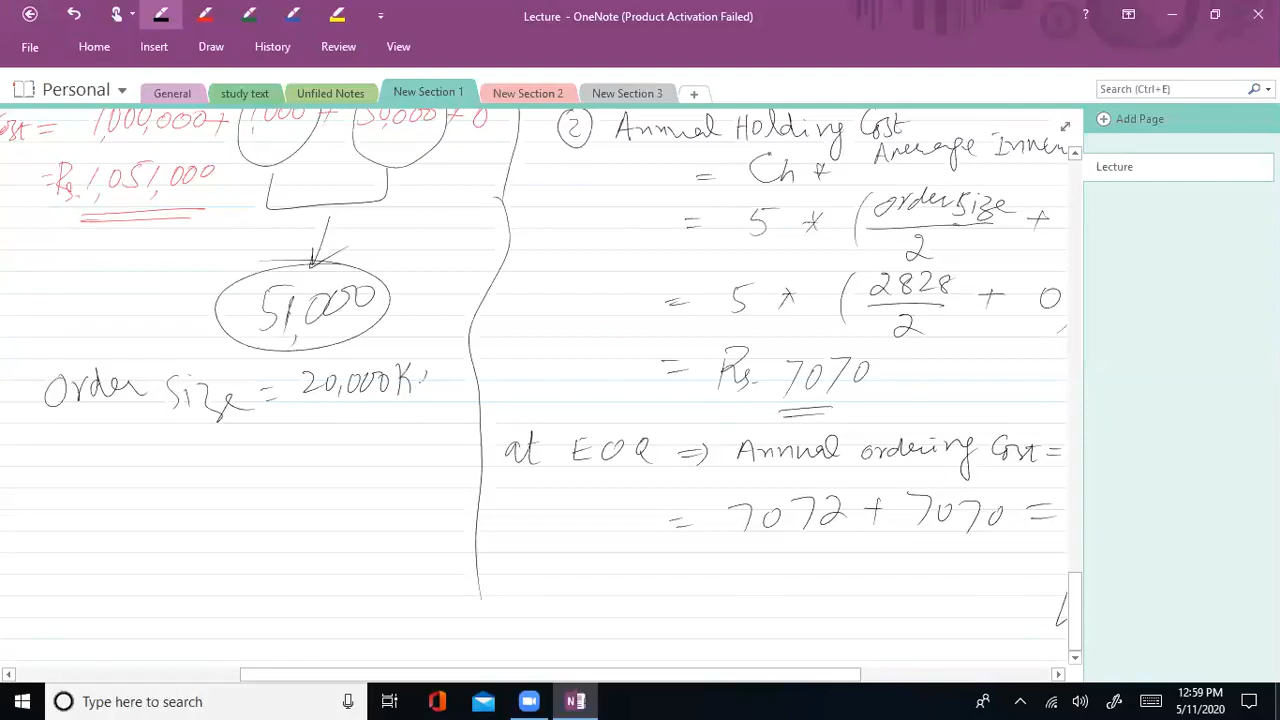 Lecture - OneNote (Product Activation Failed)
File Home Insert Draw History Review View
Personal General study text Unfiled Notes New Section 1 New Section 2 New Section 3 Search (Ctrl+E)
Add Page
Lecture
Cost = 1000,000 + 1000 + 50,000 + 0
= Rs. 1,051,000
51,000
Order Size = 20,000 K
② Annual Holding Cost
= Ch * Average Inven
= 5 * (order size / 2 +
= 5 * (2828 / 2 + 0
= Rs. 7070
at EOQ ⇒ Annual ordering Cost =
= 7072 + 7070 =
Type here to search
12:59 PM
5/11/2020